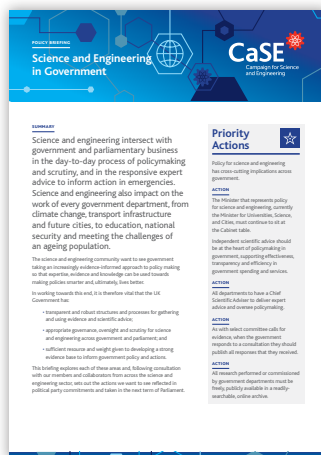 POLICY BRIEFING
Science and Engineering
in Government
CaSE
Campaign for Science
and Engineering
SUMMARY
Science and engineering intersect with
government and parliamentary business
in the day-to-day process of policymaking
and scrutiny, and in the responsive expert
advice to inform action in emergencies.
Science and engineering also impact on the
work of every government department, from
climate change, transport infrastructure
and future cities, to education, national
security and meeting the challenges of
an ageing population.
The science and engineering community want to see government
taking an increasingly evidence-informed approach to policy making
so that expertise, evidence and knowledge can be used towards
making policies smarter and, ultimately, lives better.
In working towards this end, it is therefore vital that the UK
Government has:
• transparent and robust structures and processes for gathering
and using evidence and scientific advice;
• appropriate governance, oversight and scrutiny for science
and engineering across government and parliament; and;
• sufficient resource and weight given to developing a strong
evidence base to inform government policy and actions.
This briefing explores each of these areas and, following consultation
with our members and collaborators from across the science and
engineering sector, sets out the actions we want to see reflected in
political party commitments and taken in the next term of Parliament.
Priority
Actions
Policy for science and engineering
has cross-cutting implications across
government.
ACTION
The Minister that represents policy
for science and engineering, currently
the Minister for Universities, Science,
and Cities, must continue to sit at
the Cabinet table.
Independent scientific advice should
be at the heart of policymaking in
government, supporting effectiveness,
transparency and efficiency in
government spending and services.
ACTION
All departments to have a Chief
Scientific Adviser to deliver expert
advice and oversee policymaking.
ACTION
As with select committee calls for
evidence, when the government
responds to a consultation they should
publish all responses that they received.
ACTION
All research performed or commissioned
by government departments must be
freely, publicly available in a readily-
searchable, online archive.